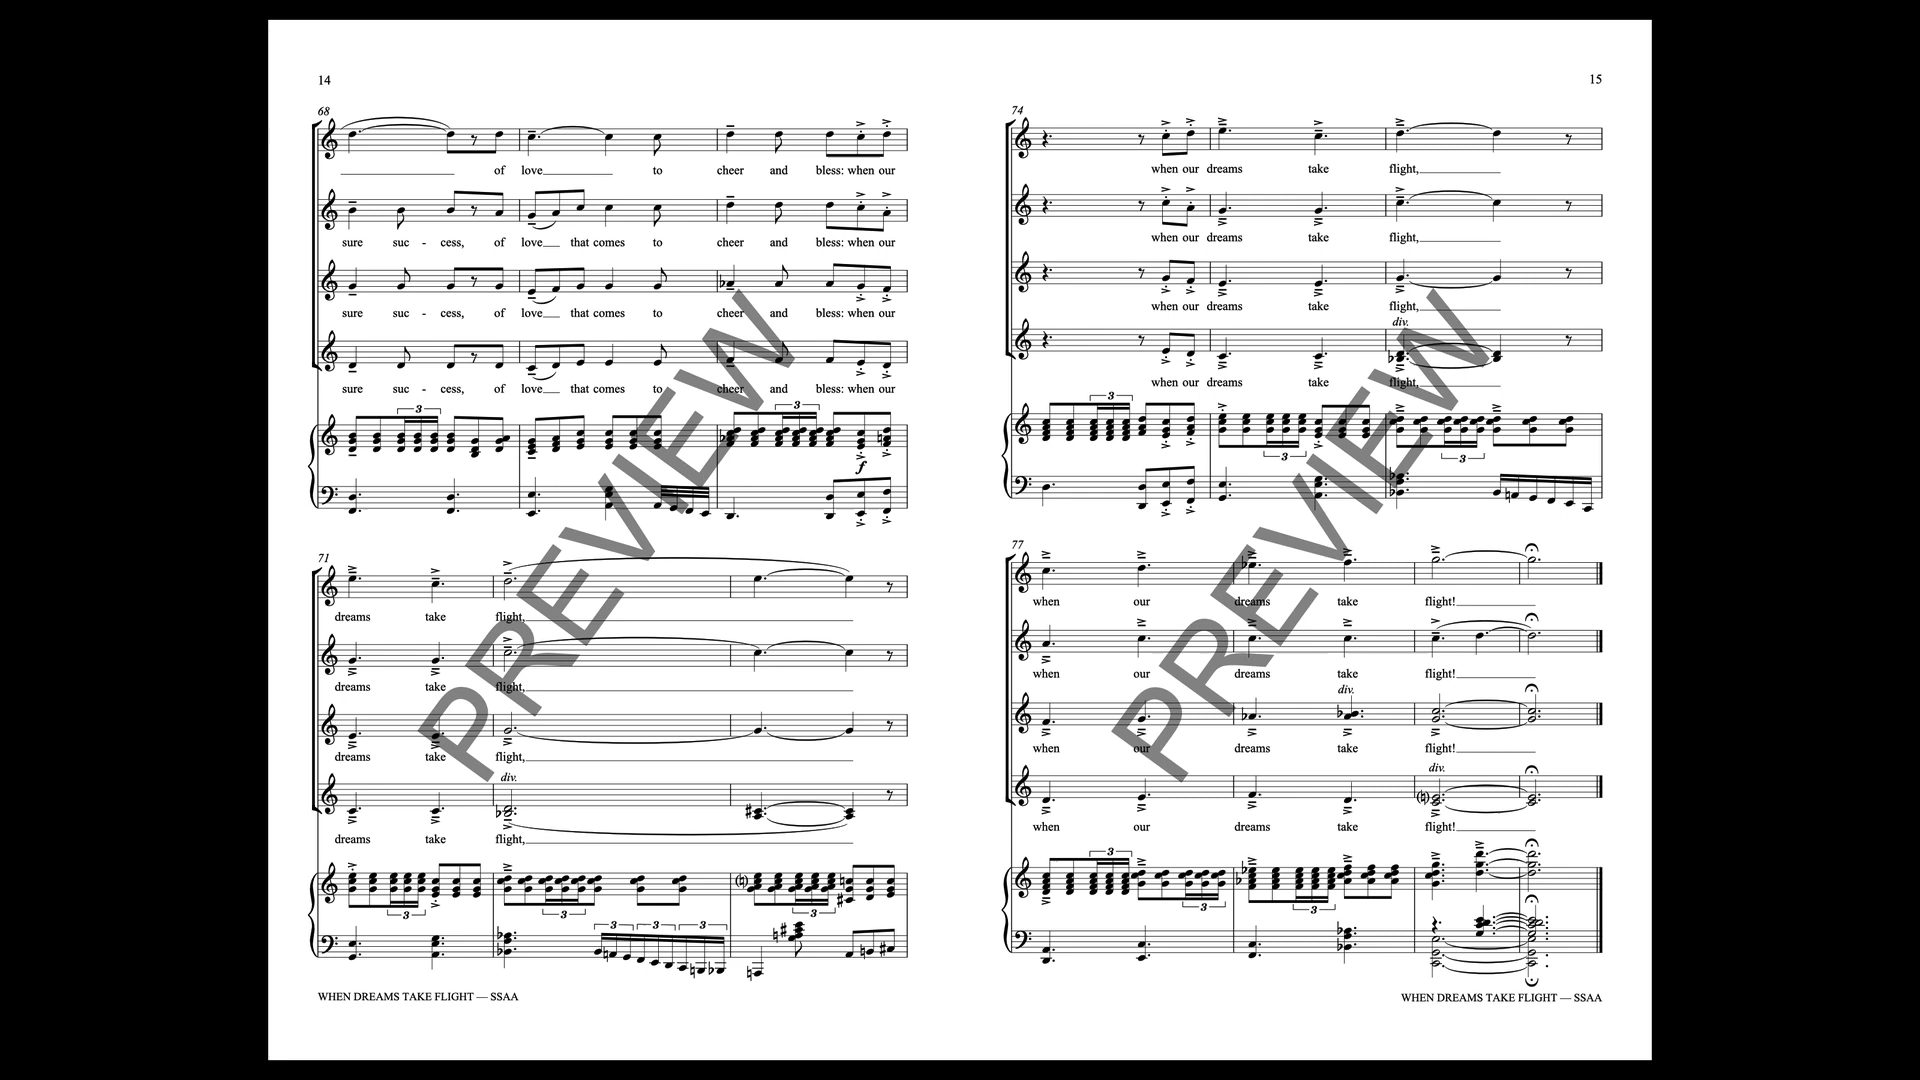 14
68
of love to cheer and bless: when our
sure suc - cess, of love that comes to cheer and bless: when our
sure suc - cess, of love that comes to cheer and bless: when our
sure suc - cess, of love that comes to cheer and bless: when our
3 3
f
71
dreams take flight,
dreams take flight,
dreams take flight,
div.
dreams take flight,
3 3 3 3 3 3
WHEN DREAMS TAKE FLIGHT — SSAA
PREVIEW
15
74
when our dreams take flight,
when our dreams take flight,
when our dreams take flight,
div.
when our dreams take flight,
3 3 3
77
when our dreams take flight!
when our dreams take flight!
div.
when our dreams take flight!
div.
when our dreams take flight!
3 3 3
WHEN DREAMS TAKE FLIGHT — SSAA
PREVIEW